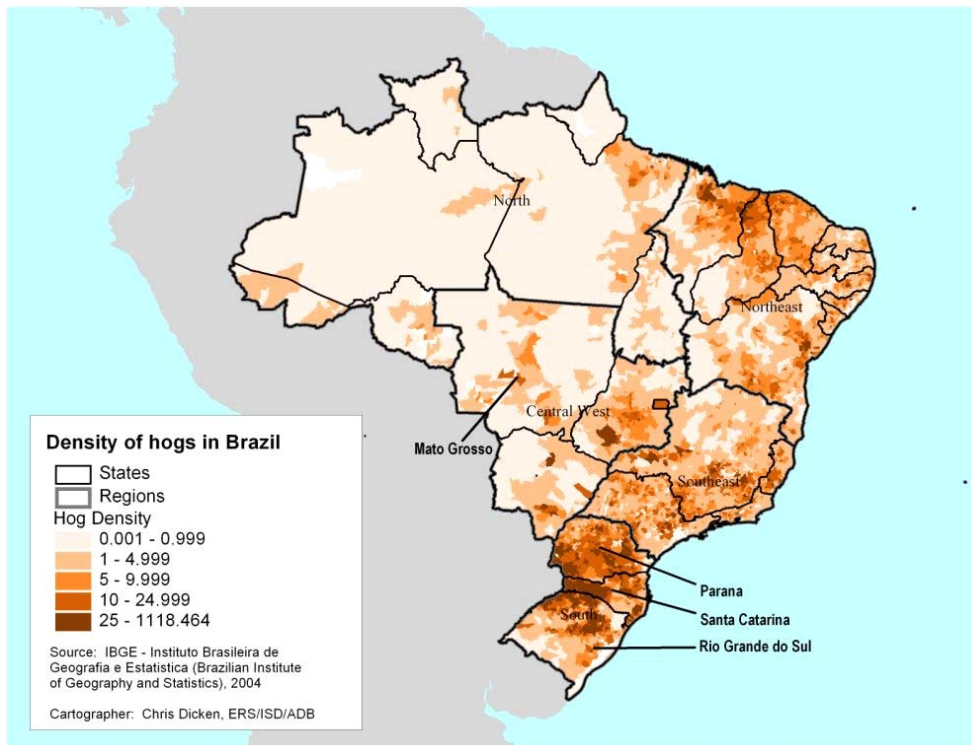 North
Northeast
Central West
Mato Grosso
Southeast
Parana
Santa Catarina
South
Rio Grande do Sul
Density of hogs in Brazil
States
Regions
Hog Density
0.001 - 0.999
1 - 4.999
5 - 9.999
10 - 24.999
25 - 1118.464
Source: IBGE - Instituto Brasileira de
Geografia e Estatistica (Brazilian Institute
of Geography and Statistics), 2004
Cartographer: Chris Dicken, ERS/ISD/ADB